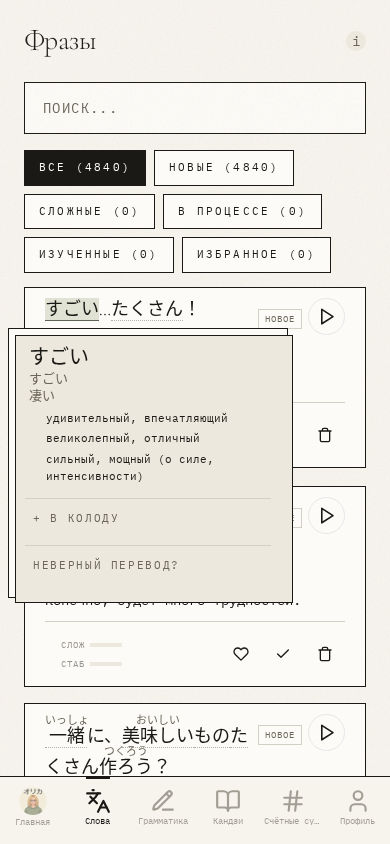 Фразы
i
ПОИСК...
ВСЕ (4840)
НОВЫЕ (4840)
СЛОЖНЫЕ (0)
В ПРОЦЕССЕ (0)
ИЗУЧЕННЫЕ (0)
ИЗБРАННОЕ (0)
すごい…たくさん！
НОВОЕ
すごい
すごい
凄い
удивительный, впечатляющий
великолепный, отличный
сильный, мощный (о силе,
интенсивности)
+ В КОЛОДУ
НЕВЕРНЫЙ ПЕРЕВОД?
СЛОЖ
СТАБ
いっしょ おいしい
一緒に、美味しいものた
НОВОЕ
つくろう
くさん作ろう？
オリカ
Главная
Слова
Грамматика
Кандзи
Счётные су…
Профиль